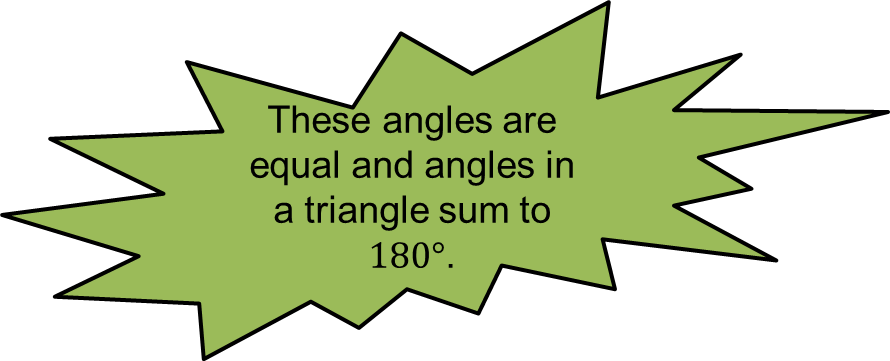 These angles are
equal and angles in
a triangle sum to
180°.